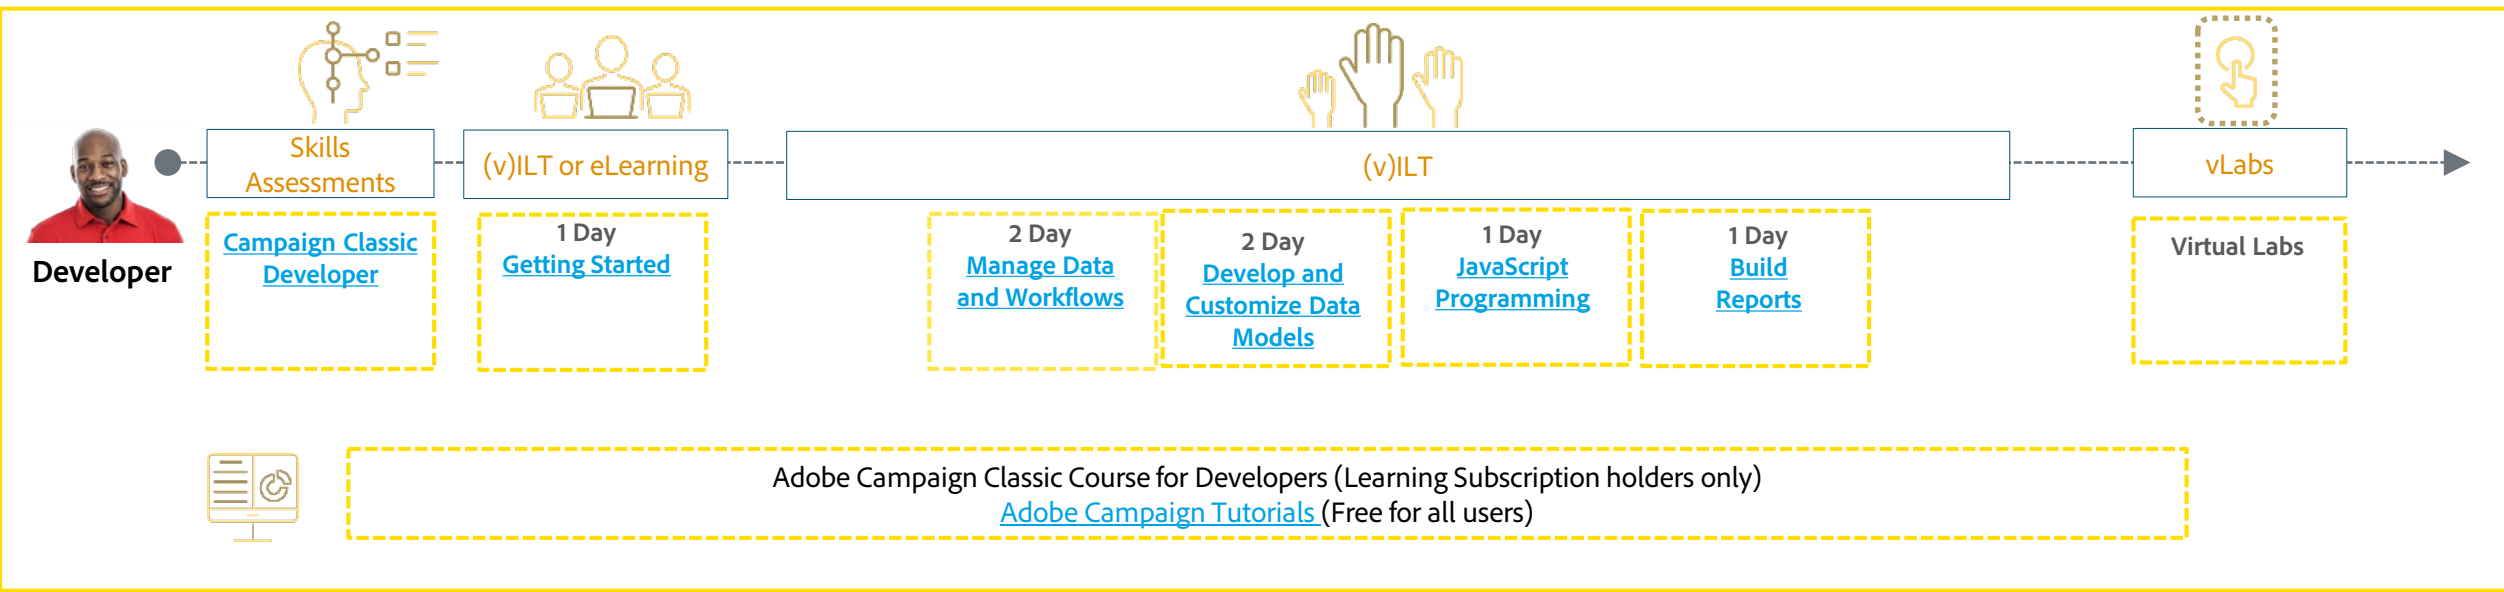 Skills
Assessments
(v)ILT or eLearning
(v)ILT
vLabs
Developer
Campaign Classic
Developer
1 Day
Getting Started
2 Day
Manage Data
and Workflows
2 Day
Develop and
Customize Data
Models
1 Day
JavaScript
Programming
1 Day
Build
Reports
Virtual Labs
Adobe Campaign Classic Course for Developers (Learning Subscription holders only)
Adobe Campaign Tutorials (Free for all users)